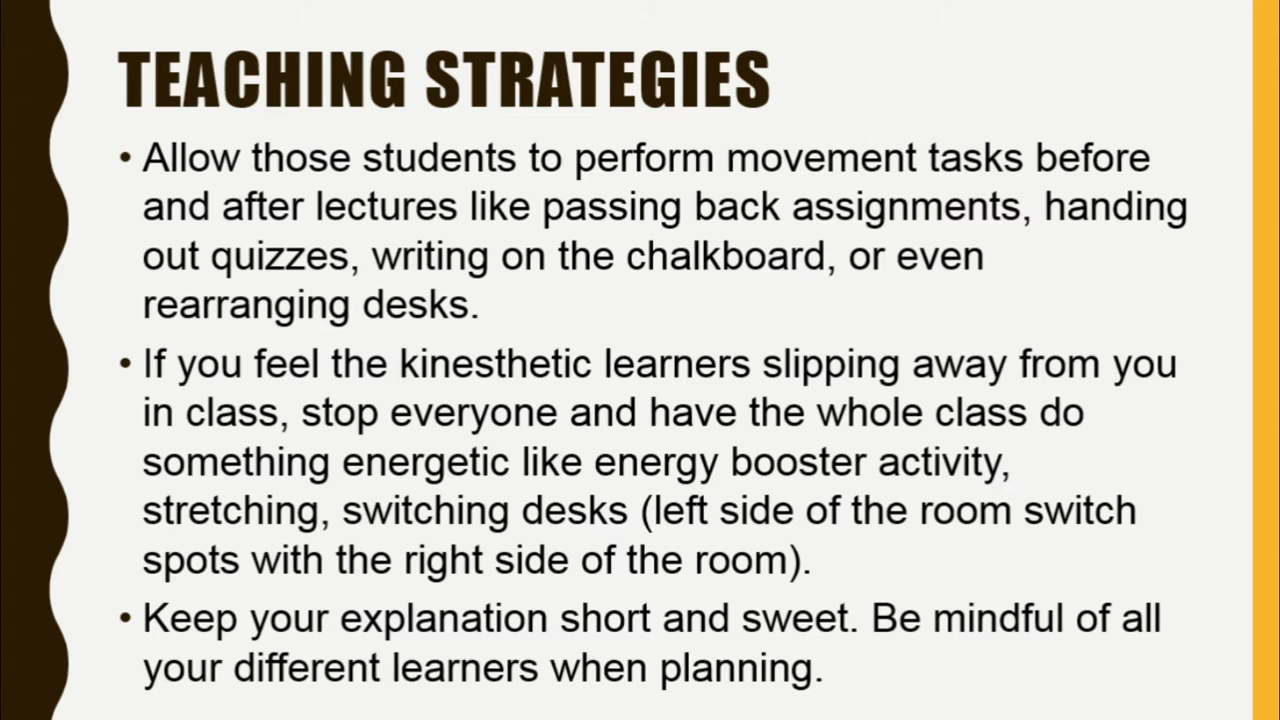 TEACHING STRATEGIES
• Allow those students to perform movement tasks before
and after lectures like passing back assignments, handing
out quizzes, writing on the chalkboard, or even
rearranging desks.
• If you feel the kinesthetic learners slipping away from you
in class, stop everyone and have the whole class do
something energetic like energy booster activity,
stretching, switching desks (left side of the room switch
spots with the right side of the room).
• Keep your explanation short and sweet. Be mindful of all
your different learners when planning.